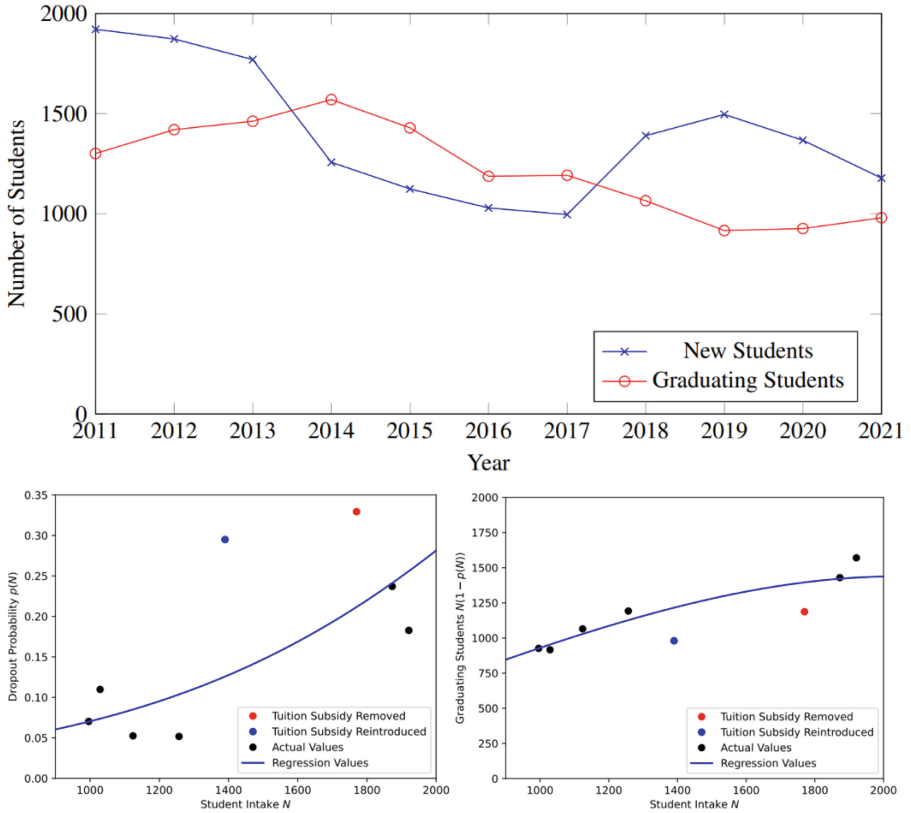 2000
1500
1000
500
0
Number of Students
2011 2012 2013 2014 2015 2016 2017 2018 2019 2020 2021
Year
New Students
Graduating Students
0.35
0.30
0.25
0.20
0.15
0.10
0.05
0.00
Dropout Probability p(N)
1000 1200 1400 1600 1800 2000
Student Intake N
Tuition Subsidy Removed
Tuition Subsidy Reintroduced
Actual Values
Regression Values
2000
1750
1500
1250
1000
750
500
250
0
Graduating Students N(1 − p(N))
1000 1200 1400 1600 1800 2000
Student Intake N
Tuition Subsidy Removed
Tuition Subsidy Reintroduced
Actual Values
Regression Values